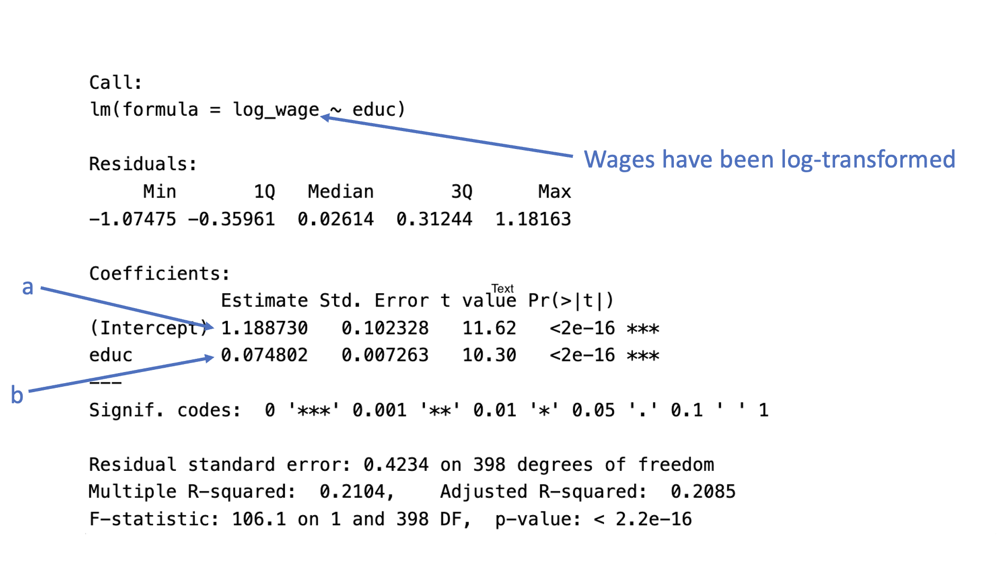 Call:
lm(formula = log_wage ~ educ)
Wages have been log-transformed
Residuals:
Min 1Q Median 3Q Max
−1.07475 −0.35961 0.02614 0.31244 1.18163
Coefficients:
a
Text
Estimate Std. Error t value Pr(>|t|)
(Intercept) 1.188730 0.102328 11.62 <2e−16 ***
educ 0.074802 0.007263 10.30 <2e−16 ***
−−−
b
Signif. codes: 0 '***' 0.001 '**' 0.01 '*' 0.05 '.' 0.1 ' ' 1
Residual standard error: 0.4234 on 398 degrees of freedom
Multiple R−squared: 0.2104, Adjusted R−squared: 0.2085
F−statistic: 106.1 on 1 and 398 DF, p−value: < 2.2e−16